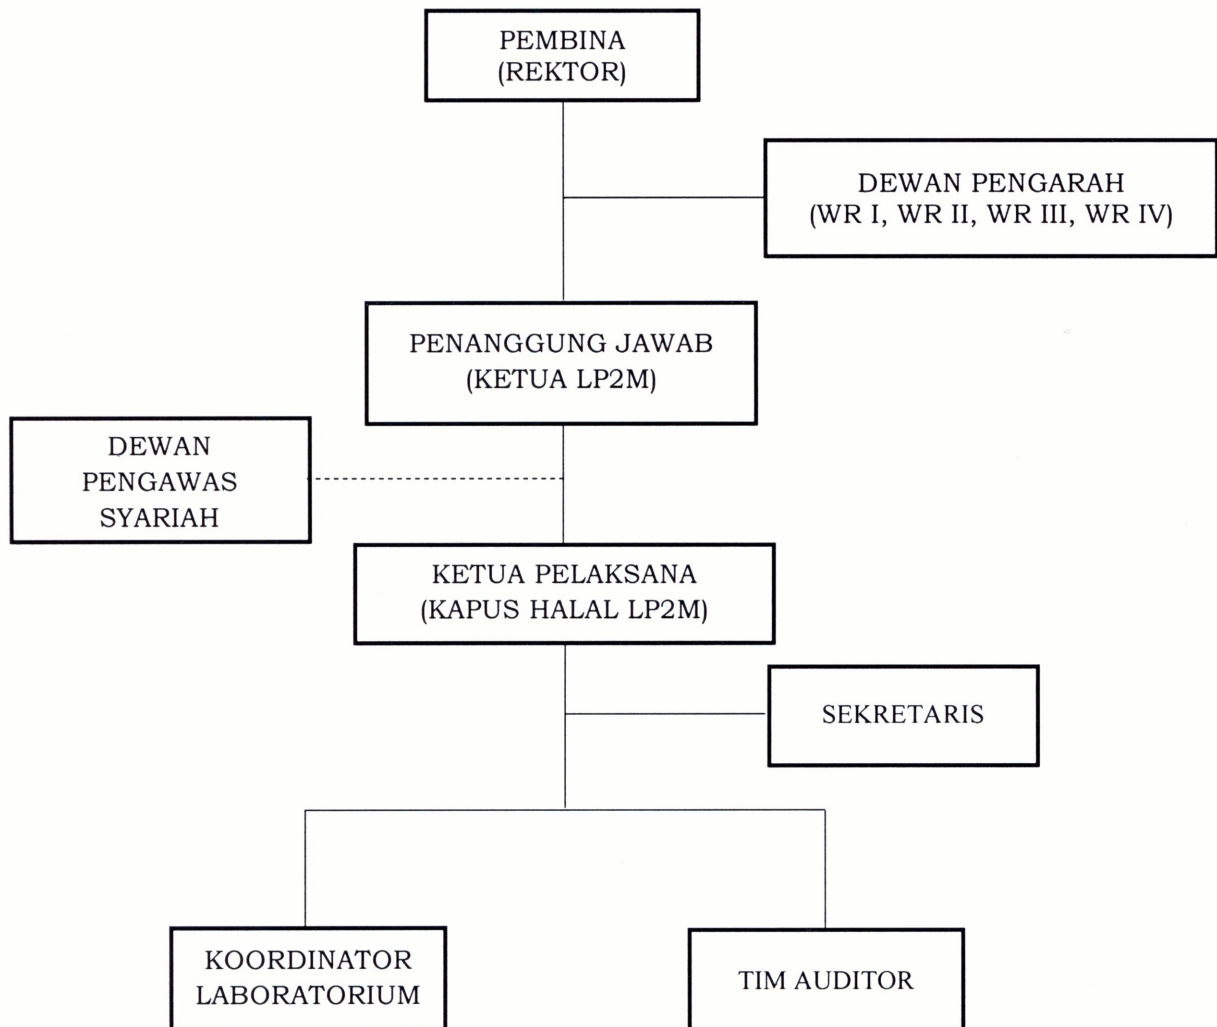 PEMBINA
(REKTOR)
DEWAN PENGARAH
(WR I, WR II, WR III, WR IV)
PENANGGUNG JAWAB
(KETUA LP2M)
DEWAN
PENGAWAS
SYARIAH
KETUA PELAKSANA
(KAPUS HALAL LP2M)
SEKRETARIS
KOORDINATOR
LABORATORIUM
TIM AUDITOR